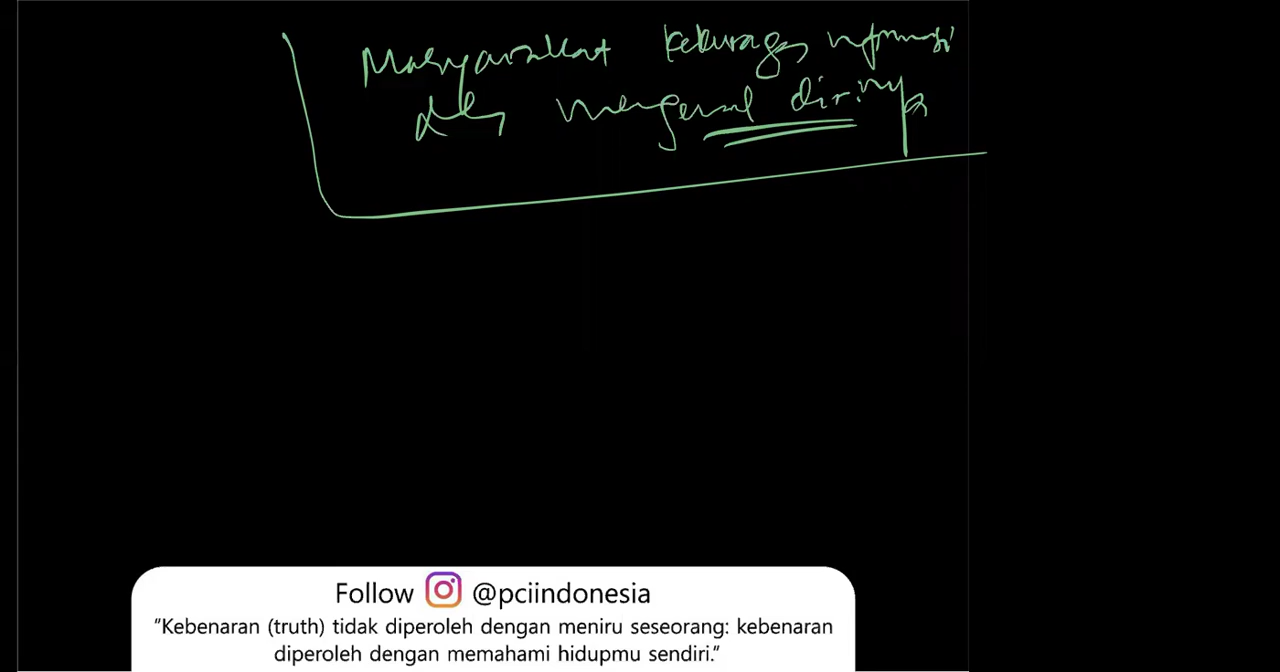 Masyarakat kekurangan informasi
dlm mengenal dirinya
Follow @pciindonesia
"Kebenaran (truth) tidak diperoleh dengan meniru seseorang: kebenaran
diperoleh dengan memahami hidupmu sendiri."